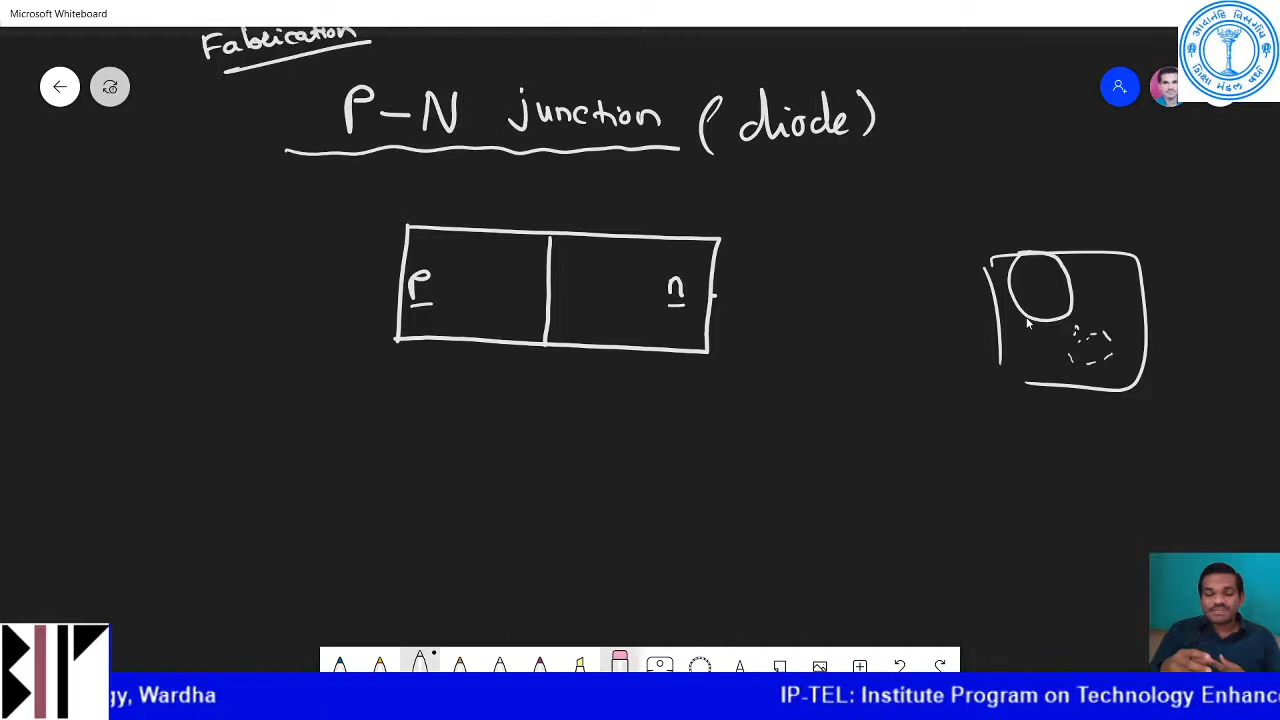 Microsoft Whiteboard
Fabrication
P-N junction (diode)
p
n
gy, Wardha
IP-TEL: Institute Program on Technology Enhanc